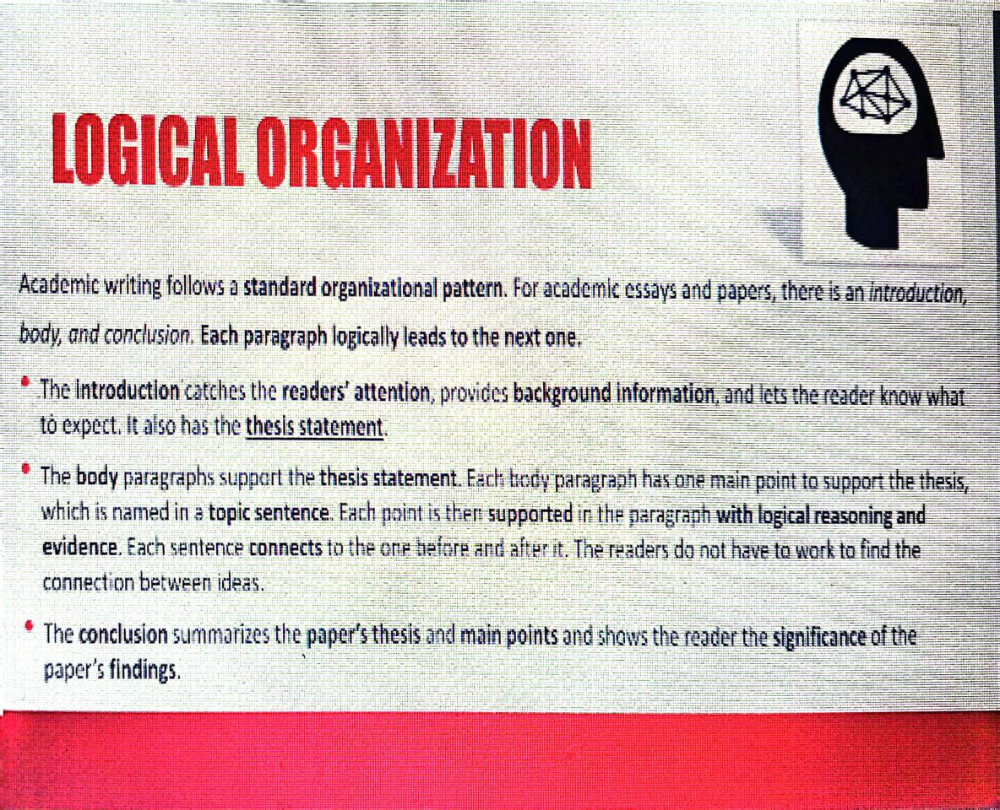 LOGICAL ORGANIZATION
Academic writing follows a standard organizational pattern. For academic essays and papers, there is an introduction,
body, and conclusion. Each paragraph logically leads to the next one.
The introduction catches the readers' attention, provides background information, and lets the reader know what
to expect. It also has the thesis statement.
The body paragraphs support the thesis statement. Each body paragraph has one main point to support the thesis,
which is named in a topic sentence. Each point is then supported in the paragraph with logical reasoning and
evidence. Each sentence connects to the one before and after it. The readers do not have to work to find the
connection between ideas.
The conclusion summarizes the paper's thesis and main points and shows the reader the significance of the
paper's findings.